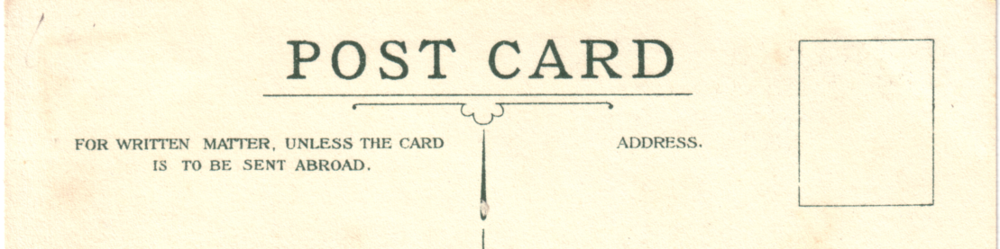 POST CARD
FOR WRITTEN MATTER, UNLESS THE CARD
IS TO BE SENT ABROAD.
ADDRESS.